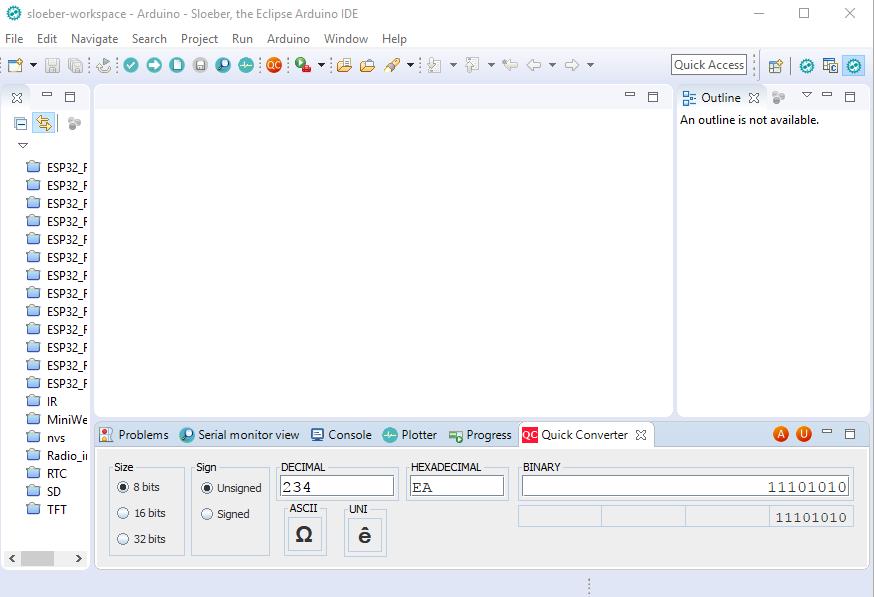 sloeber-workspace - Arduino - Sloeber, the Eclipse Arduino IDE
File Edit Navigate Search Project Run Arduino Window Help
QC
Quick Access
Outline
An outline is not available.
ESP32_F
ESP32_F
ESP32_F
ESP32_F
ESP32_F
ESP32_F
ESP32_F
ESP32_F
ESP32_F
ESP32_F
ESP32_F
ESP32_F
ESP32_F
IR
MiniWe
nvs
Radio_ii
RTC
SD
TFT
Problems Serial monitor view Console Plotter Progress QC Quick Converter A U
Size Sign DECIMAL HEXADECIMAL BINARY
8 bits Unsigned 234 EA 11101010
16 bits Signed ASCII UNI 11101010
32 bits Ω ê